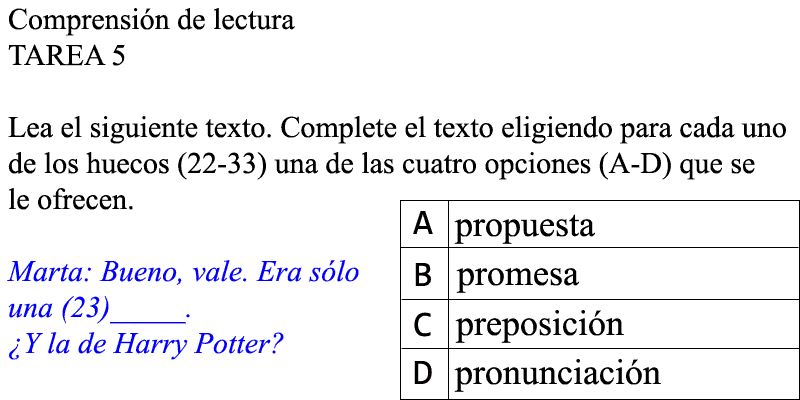 Comprensión de lectura
TAREA 5
Lea el siguiente texto. Complete el texto eligiendo para cada uno
de los huecos (22-33) una de las cuatro opciones (A-D) que se
le ofrecen.
Marta: Bueno, vale. Era sólo
una (23)_____.
¿Y la de Harry Potter?
A propuesta
B promesa
C preposición
D pronunciación